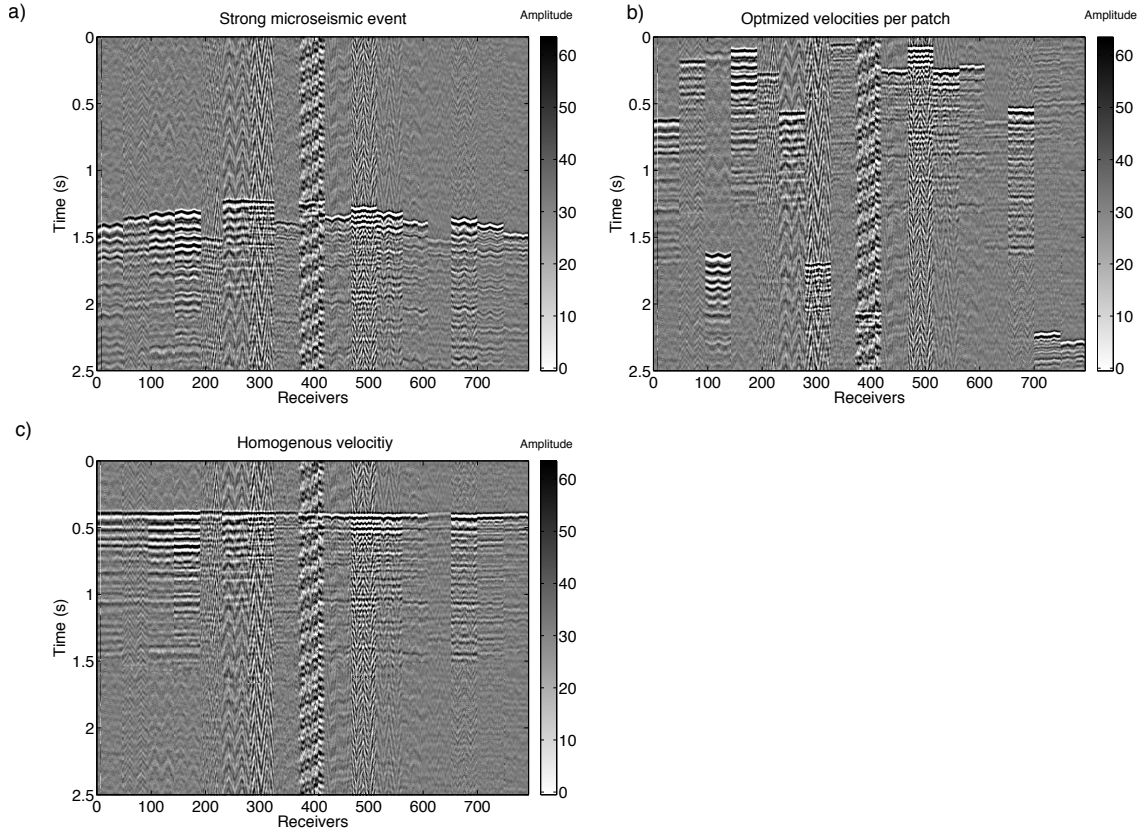 a)
Strong microseismic event
Amplitude
0
0.5
1
1.5
2
2.5
Time (s)
0 100 200 300 400 500 600 700
Receivers
60
50
40
30
20
10
0
b)
Optmized velocities per patch
Amplitude
0
0.5
1
1.5
2
2.5
Time (s)
0 100 200 300 400 500 600 700
Receivers
60
50
40
30
20
10
0
c)
Homogenous velocitiy
Amplitude
0
0.5
1
1.5
2
2.5
Time (s)
0 100 200 300 400 500 600 700
Receivers
60
50
40
30
20
10
0